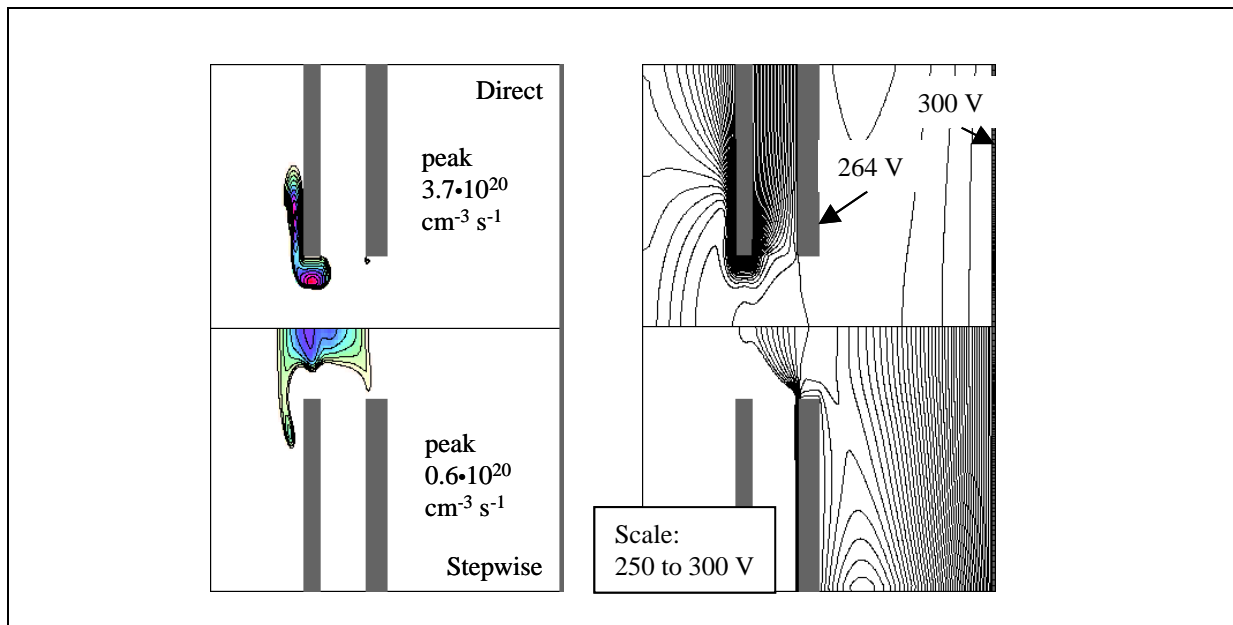 Direct
peak
3.7•10²⁰
cm⁻³ s⁻¹
peak
0.6•10²⁰
cm⁻³ s⁻¹
Stepwise
300 V
264 V
Scale:
250 to 300 V